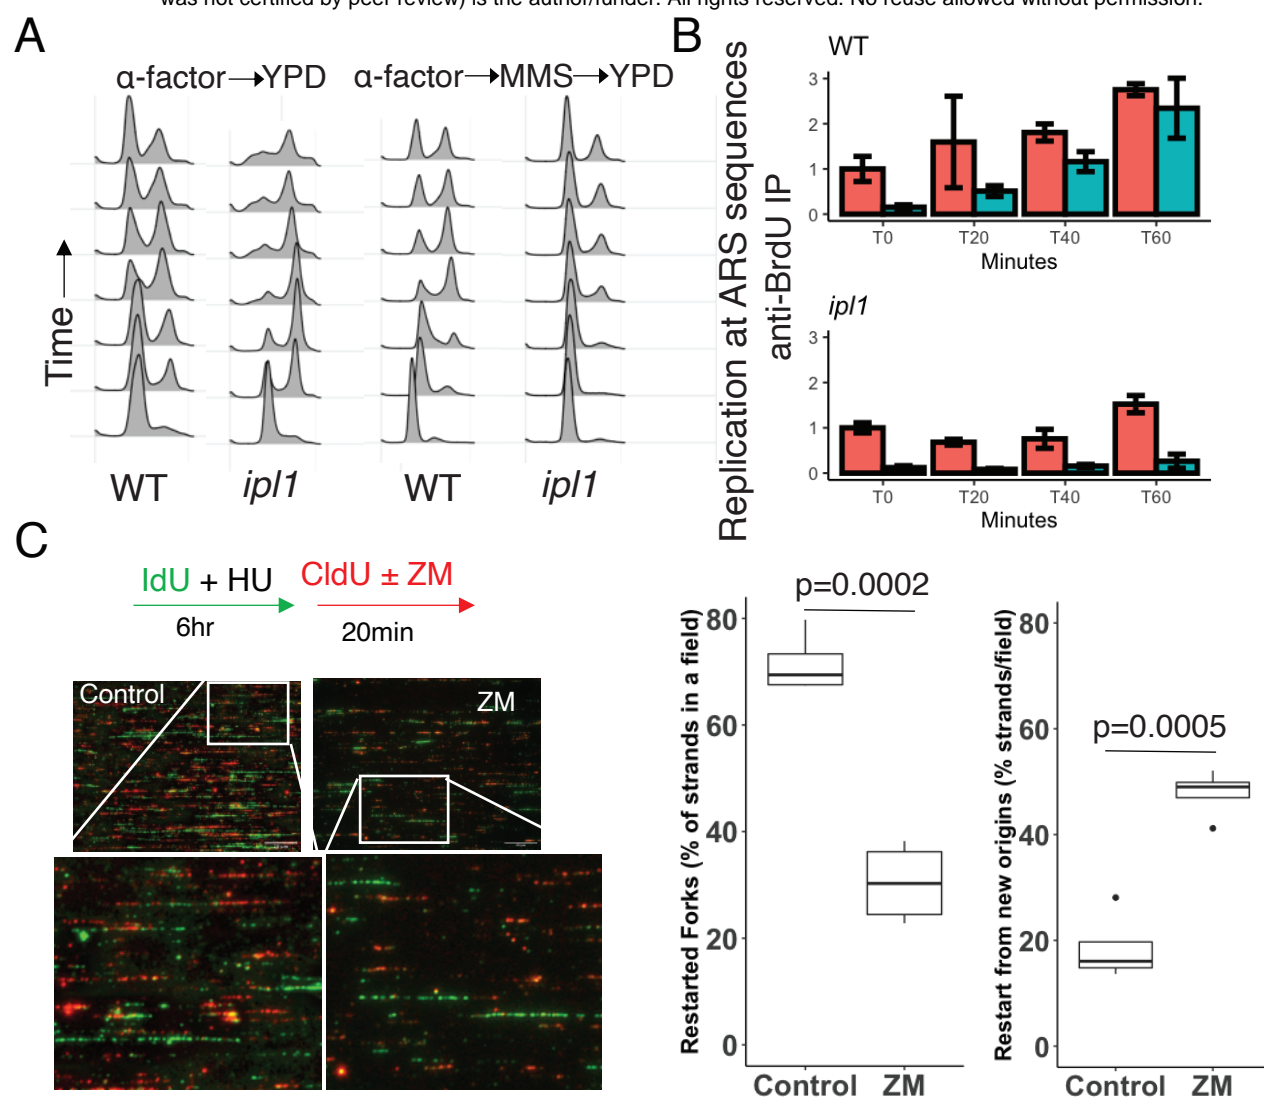 was not certified by peer review) is the author/funder. All rights reserved. No reuse allowed without permission.
A
α-factor→YPD
α-factor→MMS→YPD
Time
WT
ipl1
WT
ipl1
B
Replication at ARS sequences
anti-BrdU IP
WT
3
2
1
0
T0
T20
T40
T60
Minutes
ipl1
3
2
1
0
T0
T20
T40
T60
Minutes
C
IdU + HU
CldU ± ZM
6hr
20min
Control
ZM
Restarted Forks (% of strands in a field)
p=0.0002
80
60
40
20
0
Control
ZM
Restart from new origins (% strands/field)
p=0.0005
80
60
40
20
0
Control
ZM